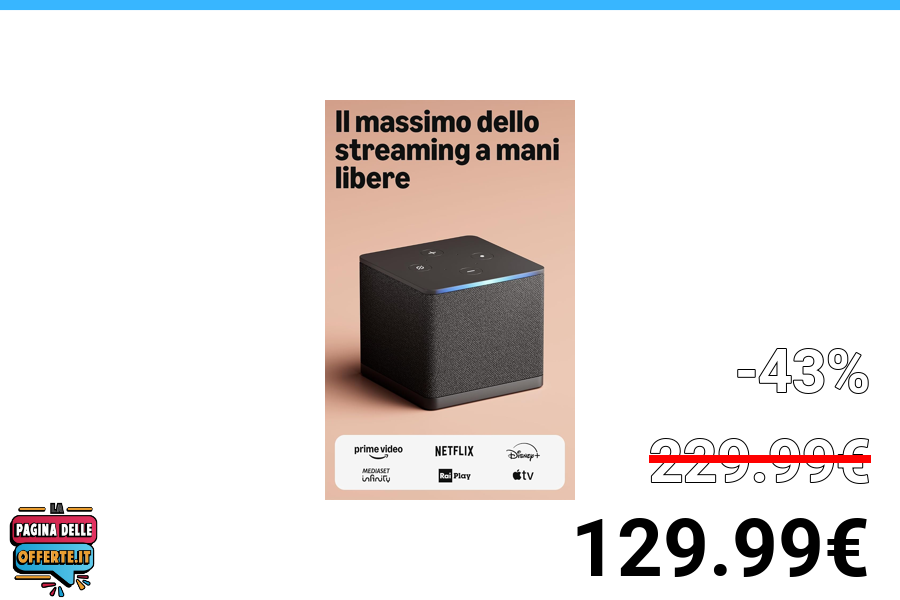 Il massimo dello
streaming a mani
libere
prime video
NETFLIX
Disney+
MEDIASET
infinity
Rai Play
tv
-43%
229.99€
129.99€
LA
PAGINA DELLE
OFFERTE.IT